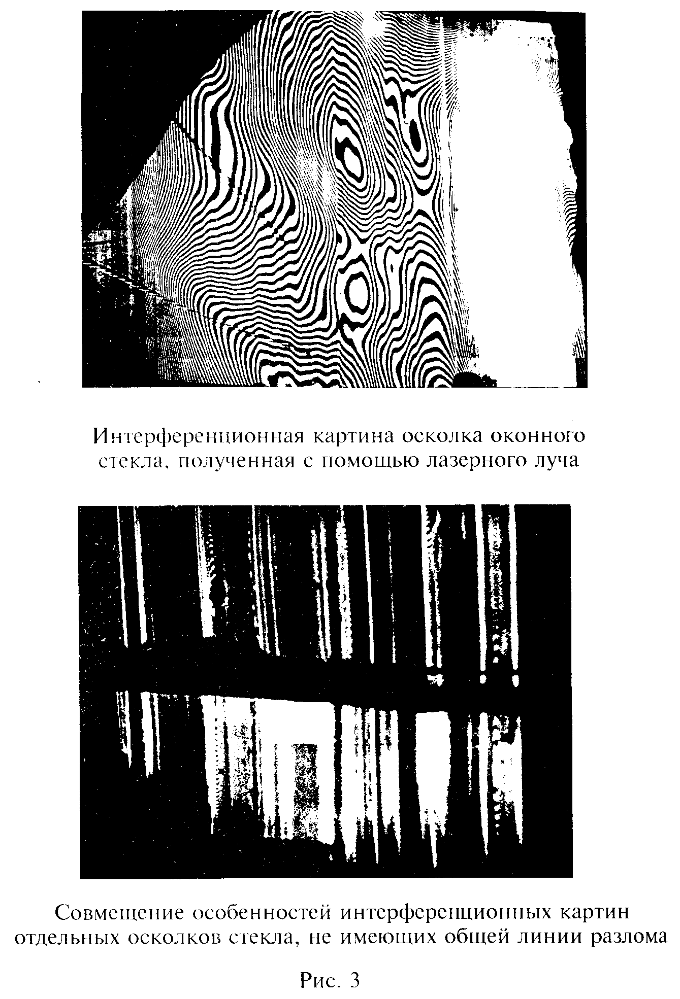 Интерференционная картина осколка оконного
стекла, полученная с помощью лазерного луча
Совмещение особенностей интерференционных картин
отдельных осколков стекла, не имеющих общей линии разлома
Рис. 3